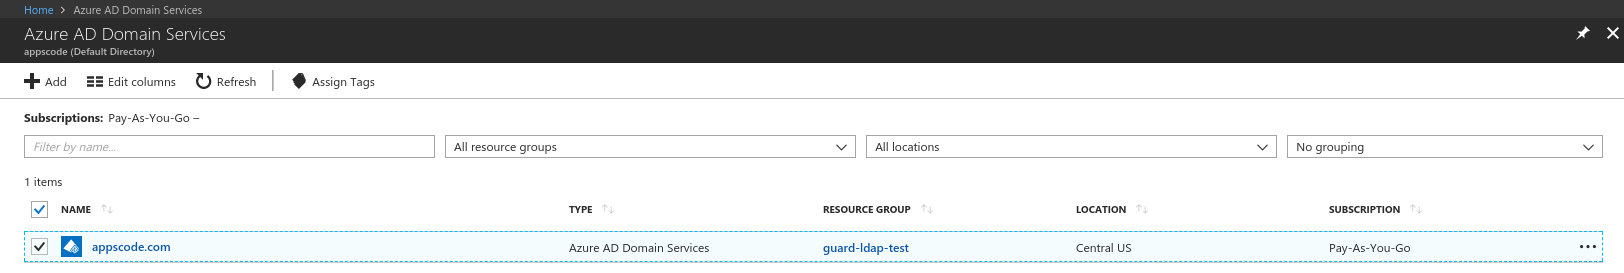 Home > Azure AD Domain Services
Azure AD Domain Services
appscode (Default Directory)
Add Edit columns Refresh Assign Tags
Subscriptions: Pay-As-You-Go –
Filter by name... All resource groups All locations No grouping
1 items
NAME TYPE RESOURCE GROUP LOCATION SUBSCRIPTION
appscode.com Azure AD Domain Services guard-ldap-test Central US Pay-As-You-Go